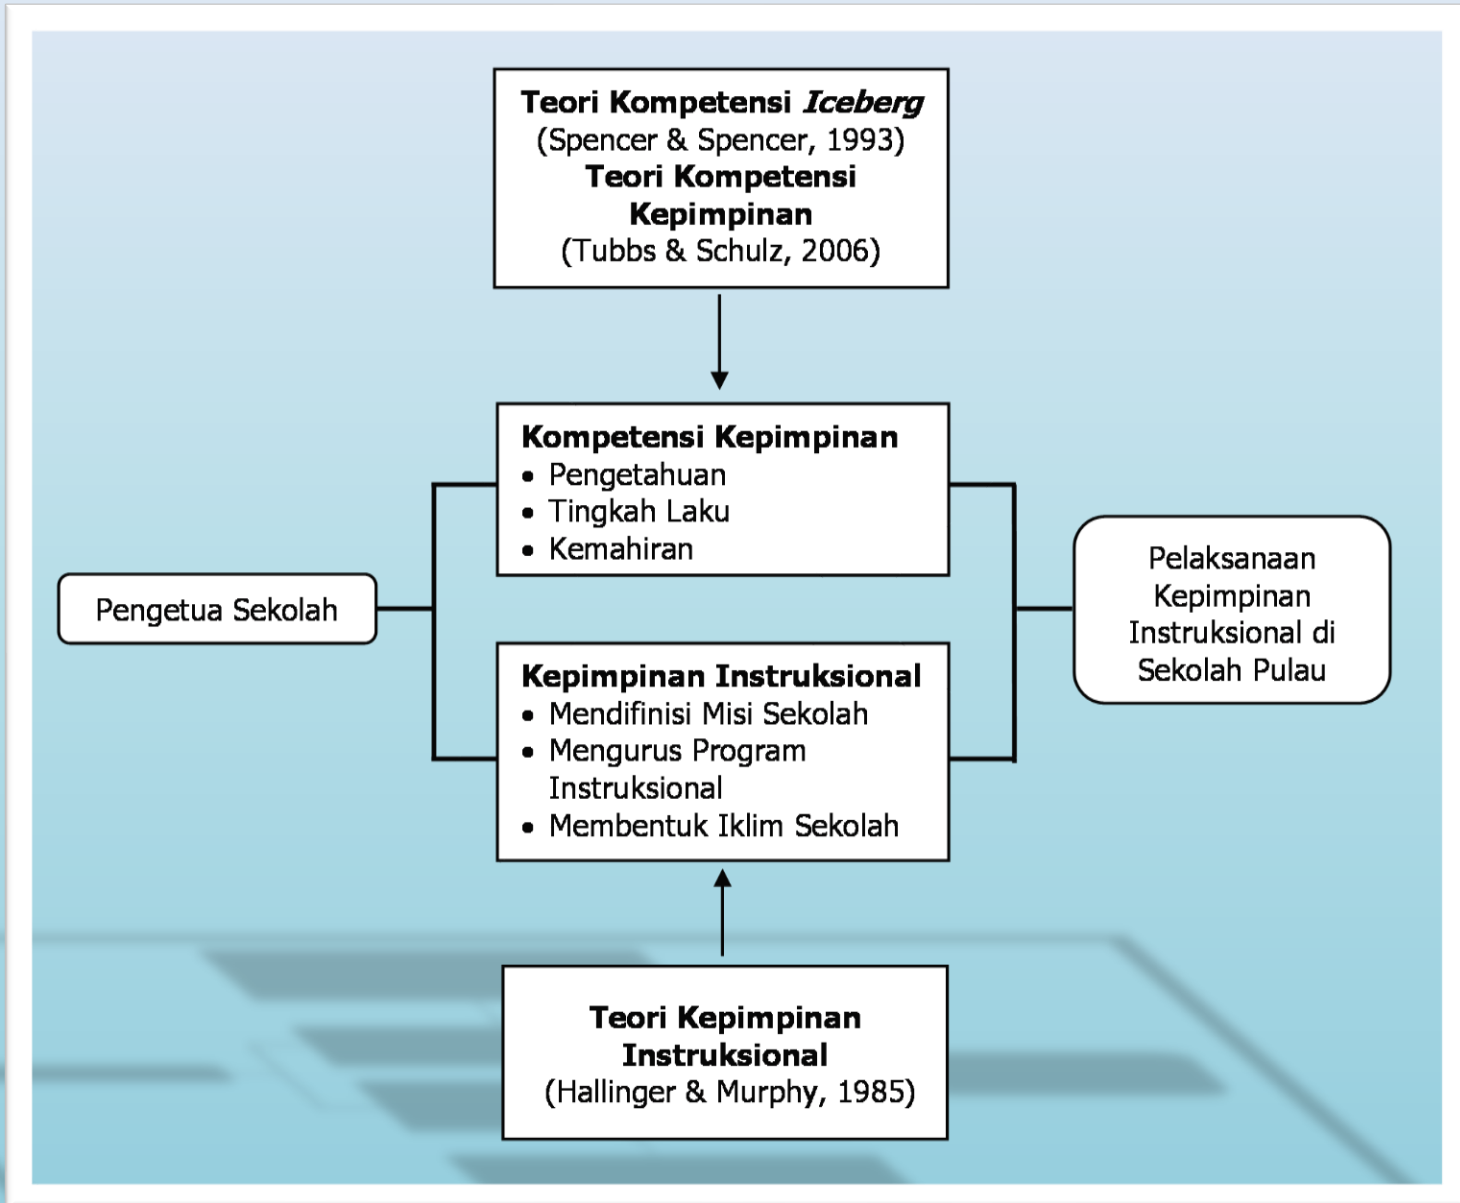 Teori Kompetensi Iceberg
(Spencer & Spencer, 1993)
Teori Kompetensi
Kepimpinan
(Tubbs & Schulz, 2006)
Kompetensi Kepimpinan
• Pengetahuan
• Tingkah Laku
• Kemahiran
Pengetua Sekolah
Pelaksanaan
Kepimpinan
Instruksional di
Sekolah Pulau
Kepimpinan Instruksional
• Mendifinisi Misi Sekolah
• Mengurus Program
Instruksional
• Membentuk Iklim Sekolah
Teori Kepimpinan
Instruksional
(Hallinger & Murphy, 1985)